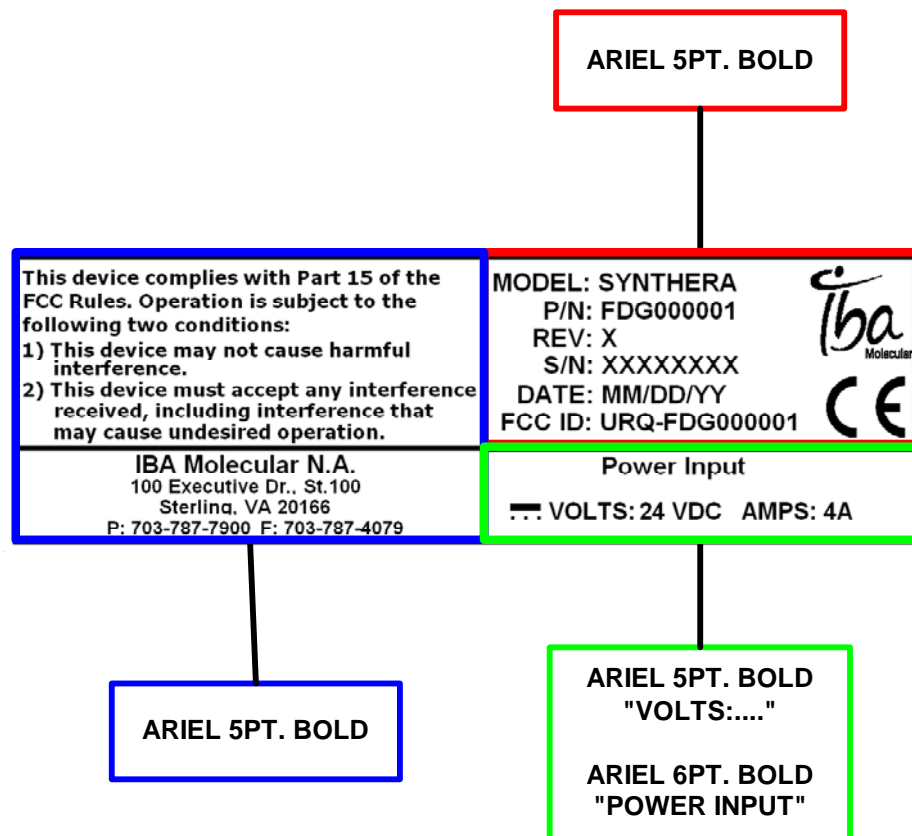 ARIEL 5PT. BOLD
This device complies with Part 15 of the
FCC Rules. Operation is subject to the
following two conditions:
1) This device may not cause harmful
interference.
2) This device must accept any interference
received, including interference that
may cause undesired operation.
IBA Molecular N.A.
100 Executive Dr., St.100
Sterling, VA 20166
P: 703-787-7900 F: 703-787-4079
MODEL: SYNTHERA
P/N: FDG000001
REV: X
S/N: XXXXXXXX
DATE: MM/DD/YY
FCC ID: URQ-FDG000001
iba
Molecular
CE
Power Input
VOLTS: 24 VDC AMPS: 4A
ARIEL 5PT. BOLD
ARIEL 5PT. BOLD
"VOLTS:...."
ARIEL 6PT. BOLD
"POWER INPUT"